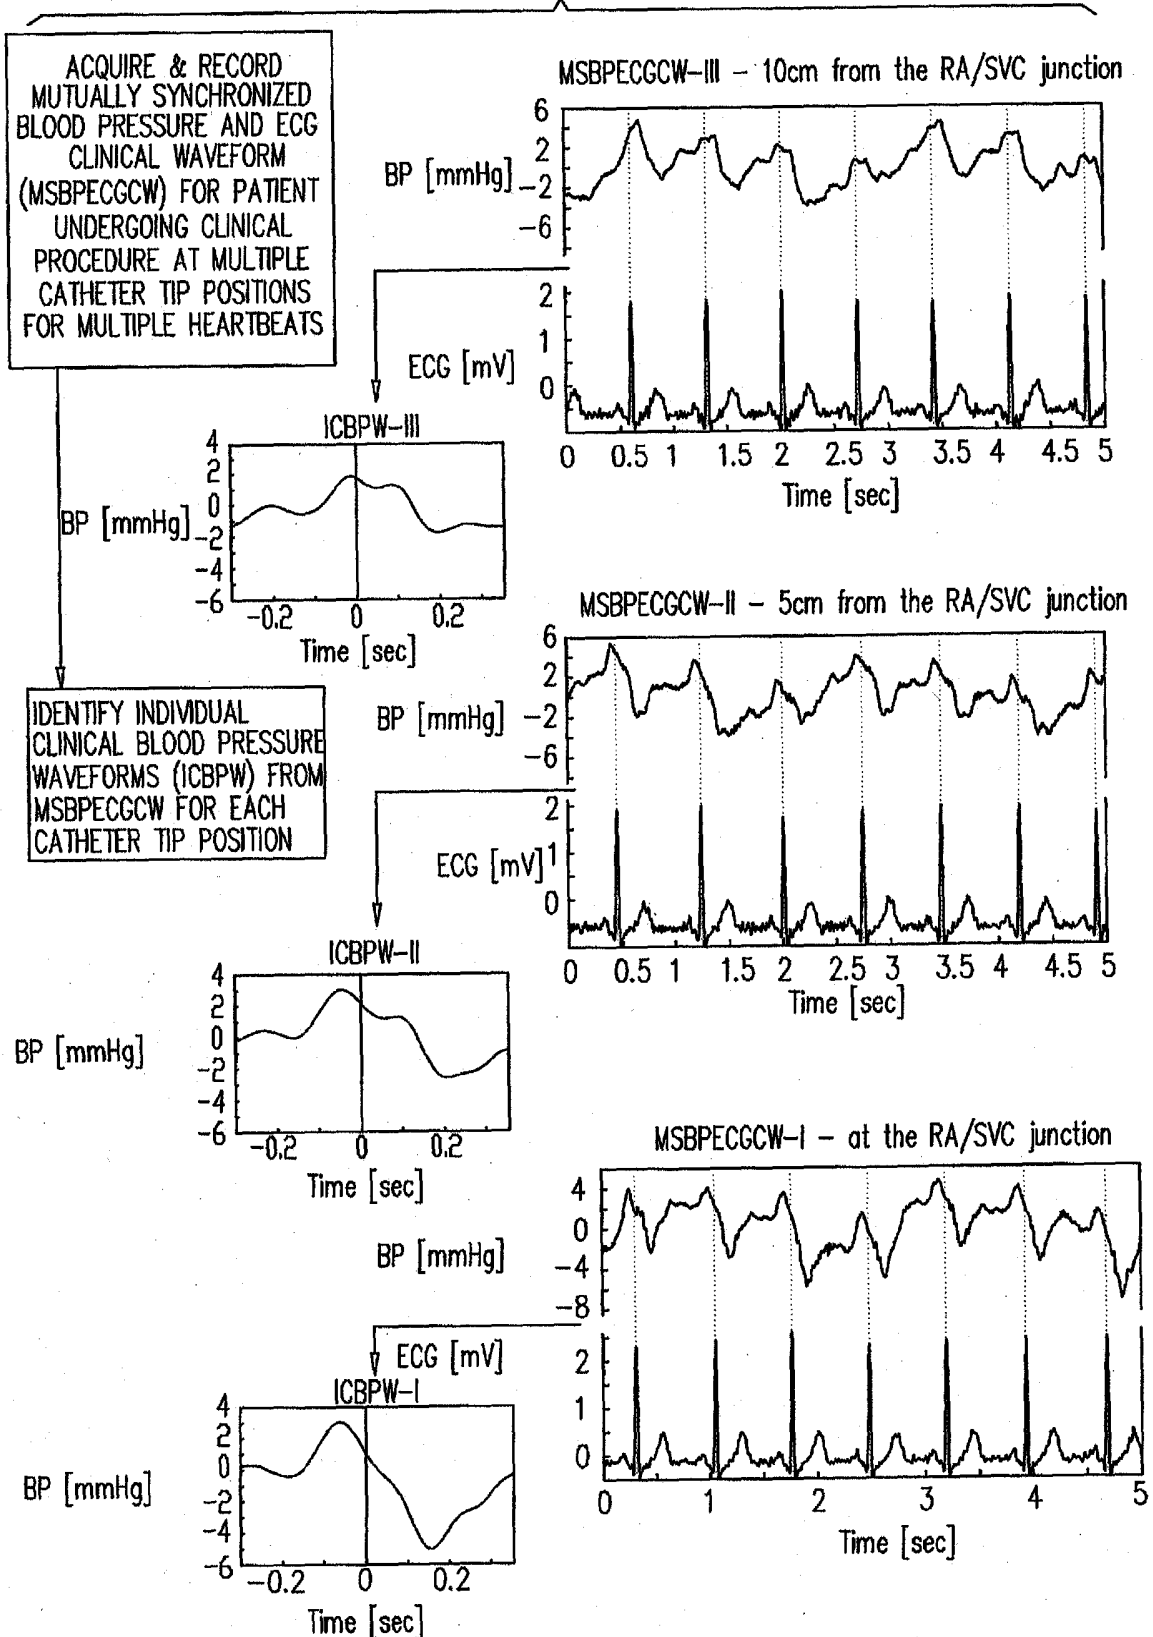 ACQUIRE & RECORD
MUTUALLY SYNCHRONIZED
BLOOD PRESSURE AND ECG
CLINICAL WAVEFORM
(MSBPECGCW) FOR PATIENT
UNDERGOING CLINICAL
PROCEDURE AT MULTIPLE
CATHETER TIP POSITIONS
FOR MULTIPLE HEARTBEATS
MSBPECGCW-III - 10cm from the RA/SVC junction
BP [mmHg]
6
2
-2
-6
ECG [mV]
2
1
0
0 0.5 1 1.5 2 2.5 3 3.5 4 4.5 5
Time [sec]
ICBPW-III
BP [mmHg]
4
2
0
-2
-4
-6
-0.2 0 0.2
Time [sec]
IDENTIFY INDIVIDUAL
CLINICAL BLOOD PRESSURE
WAVEFORMS (ICBPW) FROM
MSBPECGCW FOR EACH
CATHETER TIP POSITION
MSBPECGCW-II - 5cm from the RA/SVC junction
BP [mmHg]
6
2
-2
-6
ECG [mV]
2
1
0
0 0.5 1 1.5 2 2.5 3 3.5 4 4.5 5
Time [sec]
ICBPW-II
BP [mmHg]
4
2
0
-2
-4
-6
-0.2 0 0.2
Time [sec]
MSBPECGCW-I - at the RA/SVC junction
BP [mmHg]
4
0
-4
-8
ECG [mV]
2
1
0
0 1 2 3 4 5
Time [sec]
ICBPW-I
BP [mmHg]
4
2
0
-2
-4
-6
-0.2 0 0.2
Time [sec]